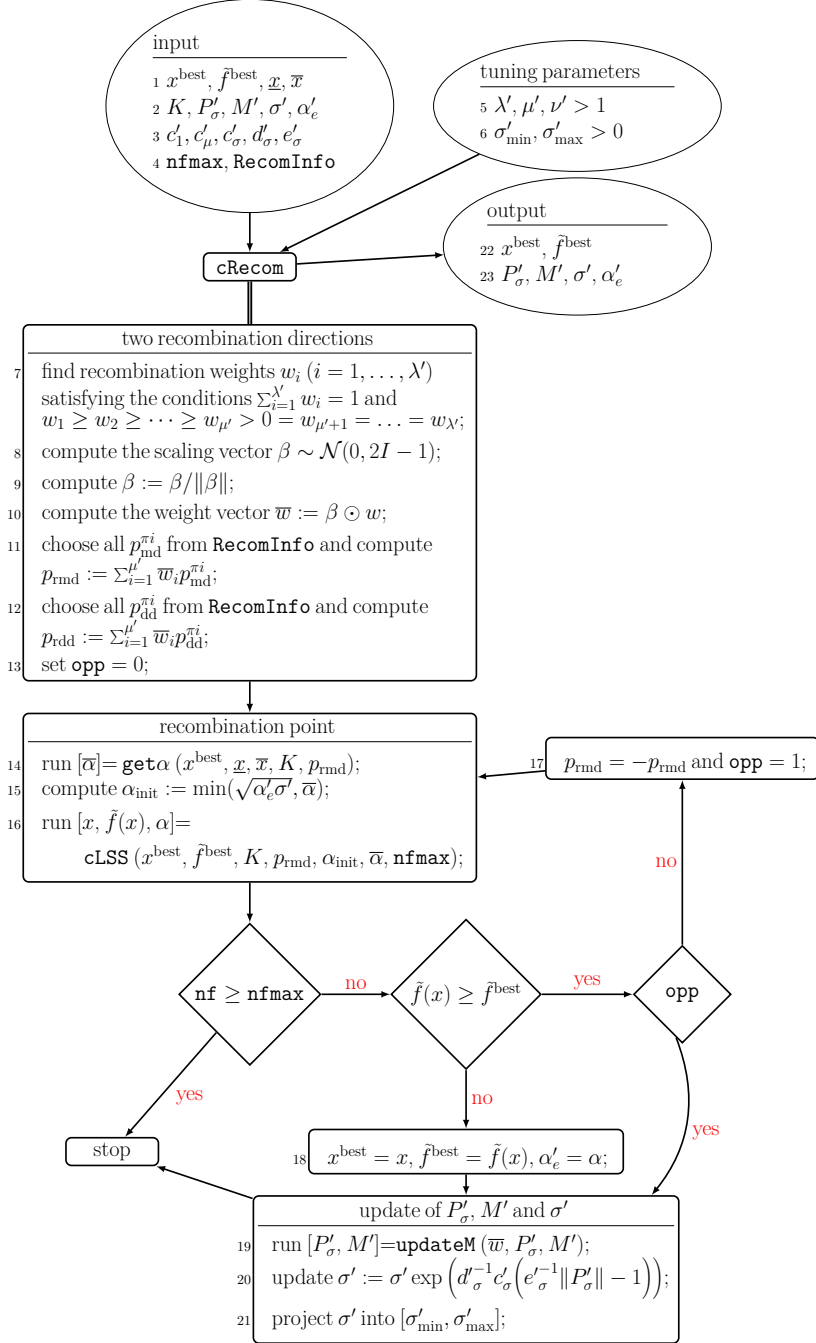 input
1 x^best, f̃^best, x̲, x̅
2 K, P′_σ, M′, σ′, α′_e
3 c′_1, c′_μ, c′_σ, d′_σ, e′_σ
4 nfmax, RecomInfo
tuning parameters
5 λ′, μ′, ν′ > 1
6 σ′_min, σ′_max > 0
output
22 x^best, f̃^best
23 P′_σ, M′, σ′, α′_e
cRecom
two recombination directions
7 find recombination weights w_i (i = 1, . . . , λ′)
satisfying the conditions ∑_{i=1}^{λ′} w_i = 1 and
w_1 ≥ w_2 ≥ ⋯ ≥ w_{μ′} > 0 = w_{μ′+1} = . . . = w_{λ′};
8 compute the scaling vector β ∼ 𝒩(0, 2I − 1);
9 compute β := β/‖β‖;
10 compute the weight vector w̅ := β ⊙ w;
11 choose all p_md^{πi} from RecomInfo and compute
p_rmd := ∑_{i=1}^{μ′} w̅_i p_md^{πi};
12 choose all p_dd^{πi} from RecomInfo and compute
p_rdd := ∑_{i=1}^{μ′} w̅_i p_dd^{πi};
13 set opp = 0;
recombination point
14 run [α̅]= getα (x^best, x̲, x̅, K, p_rmd);
15 compute α_init := min(√(α′_e σ′), α̅);
16 run [x, f̃(x), α]=
cLSS (x^best, f̃^best, K, p_rmd, α_init, α̅, nfmax);
17 p_rmd = −p_rmd and opp = 1;
no
nf ≥ nfmax
no
f̃(x) ≥ f̃^best
yes
opp
yes
no
yes
stop
18 x^best = x, f̃^best = f̃(x), α′_e = α;
update of P′_σ, M′ and σ′
19 run [P′_σ, M′]=updateM (w̅, P′_σ, M′);
20 update σ′ := σ′ exp(d′_σ^{−1} c′_σ(e′_σ^{−1}‖P′_σ‖ − 1));
21 project σ′ into [σ′_min, σ′_max];